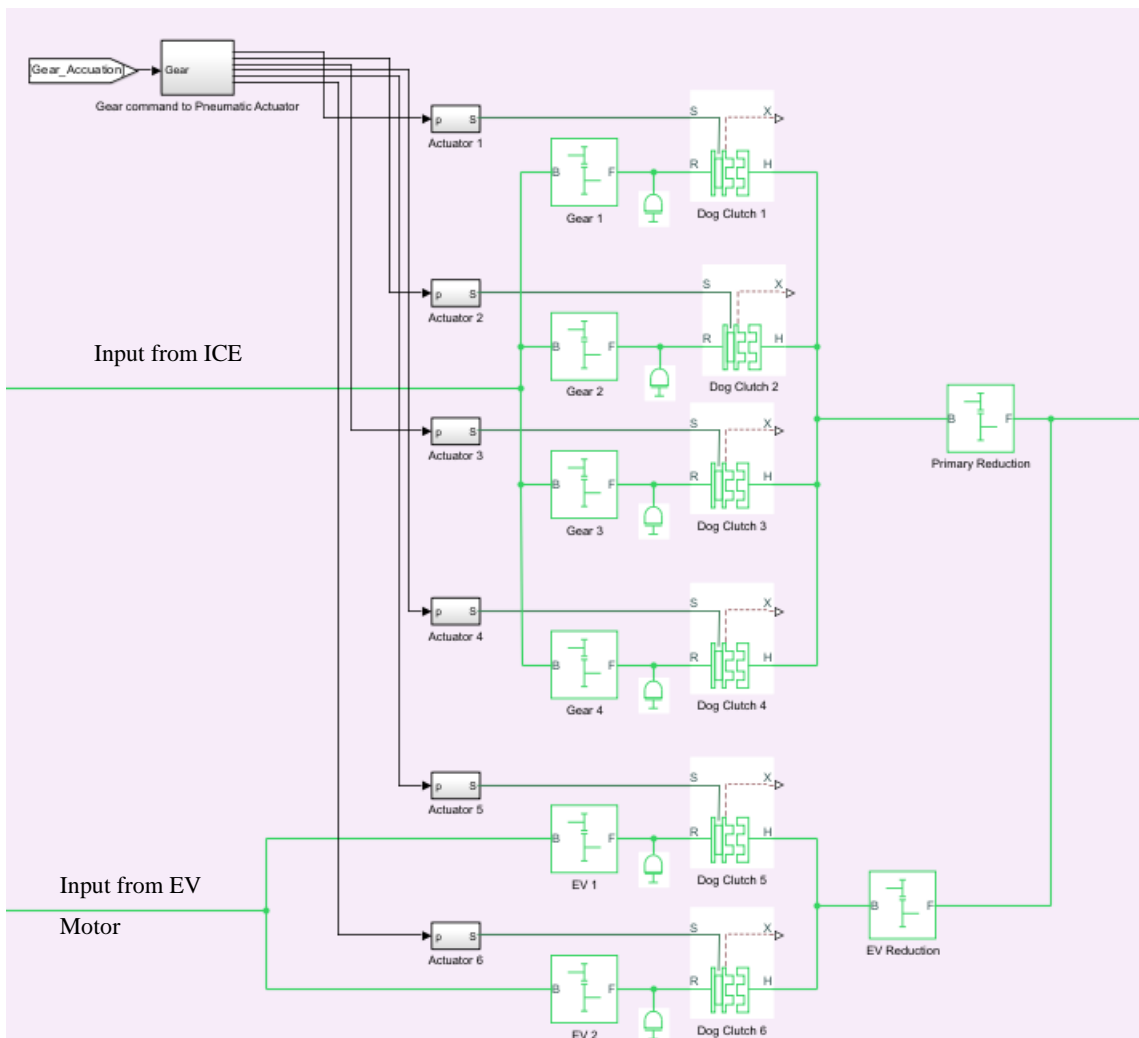 [Gear_Accuation]
Gear
Gear command to Pneumatic Actuator
p S
Actuator 1
S X
R H
Dog Clutch 1
B F
Gear 1
p S
Actuator 2
S X
R H
Dog Clutch 2
B F
Gear 2
Input from ICE
p S
Actuator 3
S X
R H
Dog Clutch 3
B F
Gear 3
B F
Primary Reduction
p S
Actuator 4
S X
R H
Dog Clutch 4
B F
Gear 4
p S
Actuator 5
S X
R H
Dog Clutch 5
B F
EV 1
Input from EV
Motor
B F
EV Reduction
p S
Actuator 6
S X
R H
Dog Clutch 6
B F
EV 2